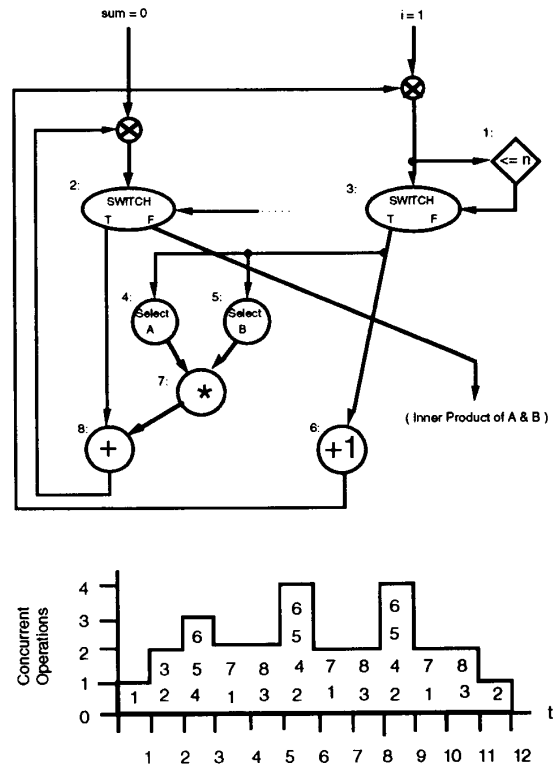 sum = 0
i = 1
1:
<= n
2:
SWITCH
T F
.....
3:
SWITCH
T F
4:
Select
A
5:
Select
B
7:
*
( Inner Product of A & B )
8:
+
6:
+1
Concurrent
Operations
4
3
2
1
0
6 6
6 5 5
3 5 7 8 4 7 8 4 7 8
1 2 4 1 3 2 1 3 2 1 3 2
t
1 2 3 4 5 6 7 8 9 10 11 12